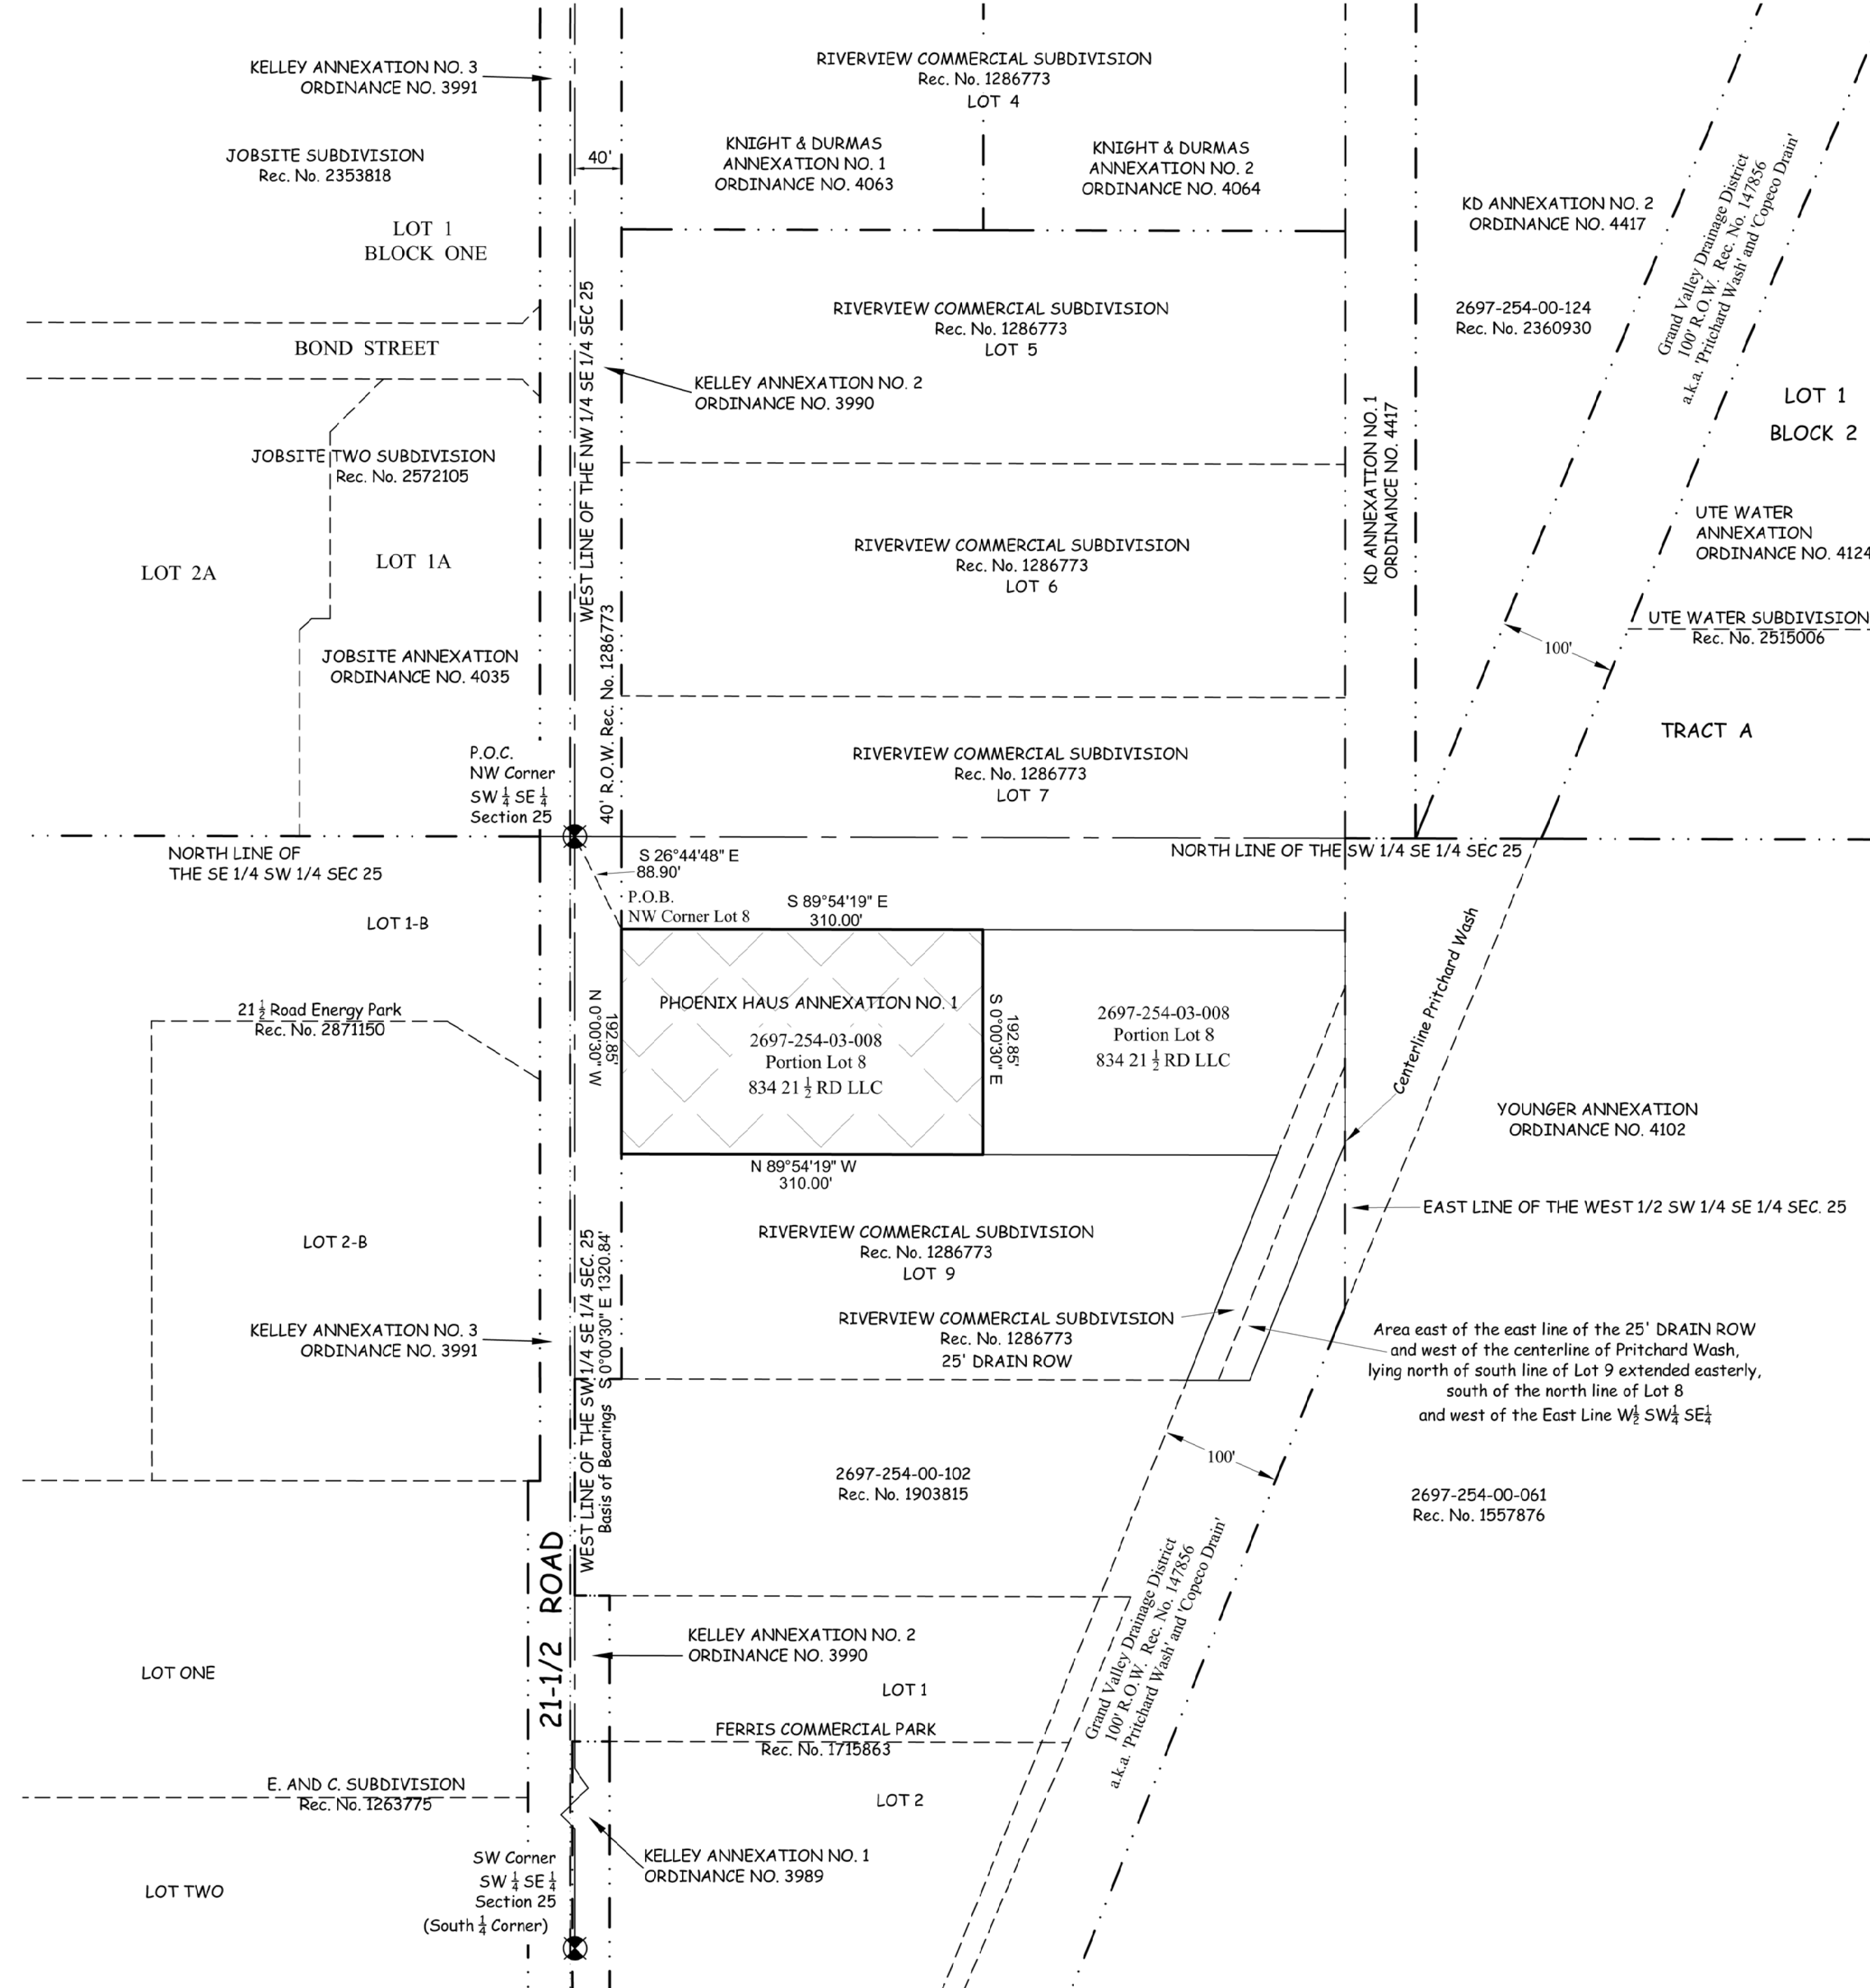 KELLEY ANNEXATION NO. 3
ORDINANCE NO. 3991
JOBSITE SUBDIVISION
Rec. No. 2353818
LOT 1
BLOCK ONE
BOND STREET
JOBSITE TWO SUBDIVISION
Rec. No. 2572105
LOT 2A
LOT 1A
JOBSITE ANNEXATION
ORDINANCE NO. 4035
40'
WEST LINE OF THE NW 1/4 SE 1/4 SEC 25
40' R.O.W. Rec. No. 1286773
RIVERVIEW COMMERCIAL SUBDIVISION
Rec. No. 1286773
LOT 4
KNIGHT & DURMAS
ANNEXATION NO. 1
ORDINANCE NO. 4063
KNIGHT & DURMAS
ANNEXATION NO. 2
ORDINANCE NO. 4064
RIVERVIEW COMMERCIAL SUBDIVISION
Rec. No. 1286773
LOT 5
KELLEY ANNEXATION NO. 2
ORDINANCE NO. 3990
RIVERVIEW COMMERCIAL SUBDIVISION
Rec. No. 1286773
LOT 6
RIVERVIEW COMMERCIAL SUBDIVISION
Rec. No. 1286773
LOT 7
KD ANNEXATION NO. 1
ORDINANCE NO. 4417
KD ANNEXATION NO. 2
ORDINANCE NO. 4417
2697-254-00-124
Rec. No. 2360930
Grand Valley Drainage District
100' R.O.W. Rec. No. 147856
a.k.a. 'Pritchard Wash' and 'Copeco Drain'
LOT 1
BLOCK 2
UTE WATER
ANNEXATION
ORDINANCE NO. 4124
UTE WATER SUBDIVISION
Rec. No. 2515006
100'
TRACT A
P.O.C.
NW Corner
SW 1/4 SE 1/4
Section 25
NORTH LINE OF
THE SE 1/4 SW 1/4 SEC 25
S 26°44'48" E
88.90'
NORTH LINE OF THE SW 1/4 SE 1/4 SEC 25
P.O.B.
NW Corner Lot 8
S 89°54'19" E
310.00'
LOT 1-B
21 1/2 Road Energy Park
Rec. No. 2871150
N 0°00'30" W
192.85'
PHOENIX HAUS ANNEXATION NO. 1
2697-254-03-008
Portion Lot 8
834 21 1/2 RD LLC
S 0°00'30" E
192.85'
2697-254-03-008
Portion Lot 8
834 21 1/2 RD LLC
Centerline Pritchard Wash
YOUNGER ANNEXATION
ORDINANCE NO. 4102
N 89°54'19" W
310.00'
EAST LINE OF THE WEST 1/2 SW 1/4 SE 1/4 SEC. 25
LOT 2-B
RIVERVIEW COMMERCIAL SUBDIVISION
Rec. No. 1286773
LOT 9
KELLEY ANNEXATION NO. 3
ORDINANCE NO. 3991
WEST LINE OF THE SW 1/4 SE 1/4 SEC. 25
Basis of Bearings S 0°00'30" E 1320.84'
RIVERVIEW COMMERCIAL SUBDIVISION
Rec. No. 1286773
25' DRAIN ROW
Area east of the east line of the 25' DRAIN ROW
and west of the centerline of Pritchard Wash,
lying north of south line of Lot 9 extended easterly,
south of the north line of Lot 8
and west of the East Line W1/2 SW1/4 SE1/4
100'
2697-254-00-102
Rec. No. 1903815
2697-254-00-061
Rec. No. 1557876
21-1/2 ROAD
Grand Valley Drainage District
100' R.O.W. Rec. No. 147856
a.k.a. 'Pritchard Wash' and 'Copeco Drain'
KELLEY ANNEXATION NO. 2
ORDINANCE NO. 3990
LOT ONE
LOT 1
FERRIS COMMERCIAL PARK
Rec. No. 1715863
E. AND C. SUBDIVISION
Rec. No. 1263775
LOT 2
KELLEY ANNEXATION NO. 1
ORDINANCE NO. 3989
SW Corner
SW 1/4 SE 1/4
Section 25
(South 1/4 Corner)
LOT TWO